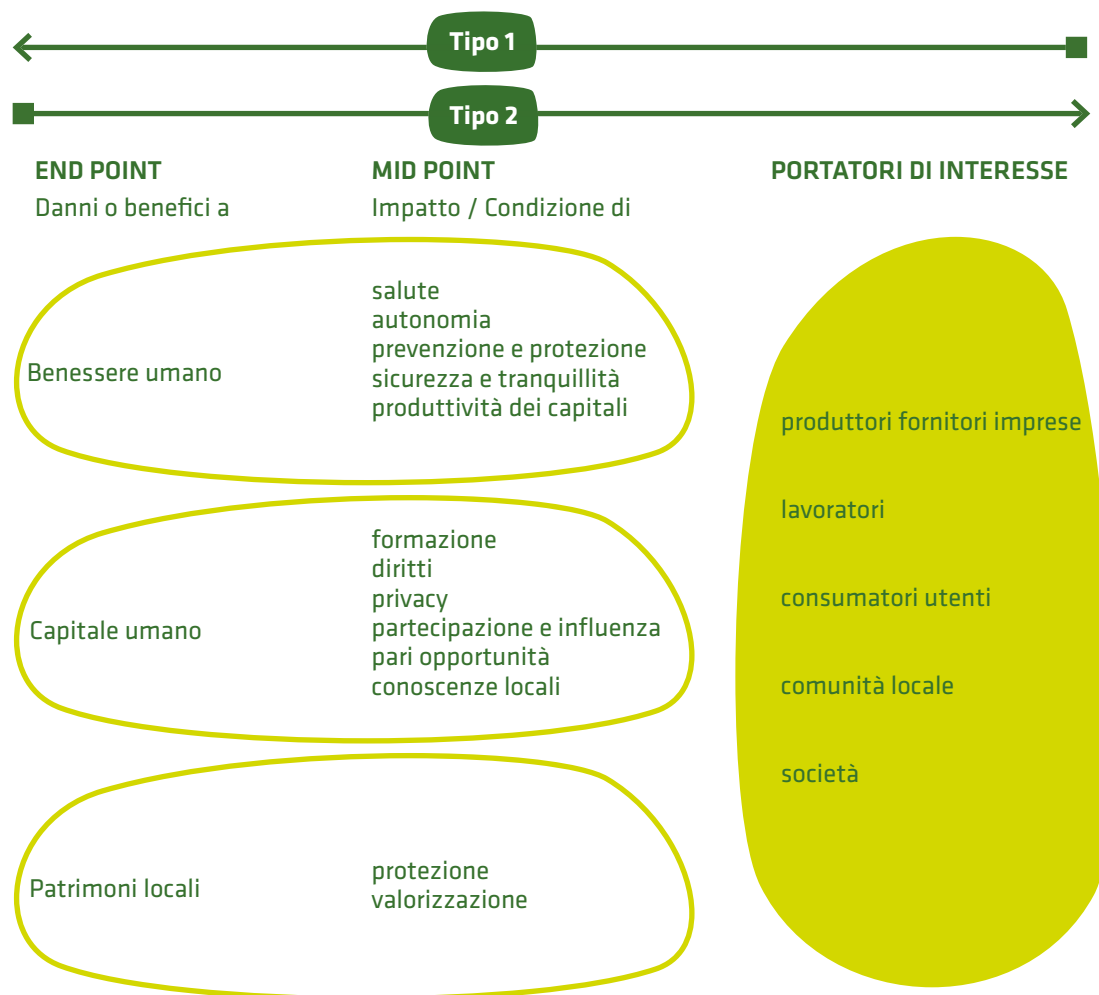 Tipo 1
Tipo 2
END POINT
Danni o benefici a
MID POINT
Impatto / Condizione di
PORTATORI DI INTERESSE
Benessere umano
salute
autonomia
prevenzione e protezione
sicurezza e tranquillità
produttività dei capitali
Capitale umano
formazione
diritti
privacy
partecipazione e influenza
pari opportunità
conoscenze locali
Patrimoni locali
protezione
valorizzazione
produttori fornitori imprese
lavoratori
consumatori utenti
comunità locale
società